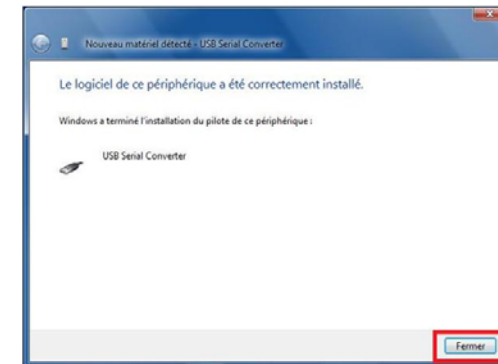 Nouveau matériel détecté - USB Serial Converter
Le logiciel de ce périphérique a été correctement installé.
Windows a terminé l'installation du pilote de ce périphérique :
USB Serial Converter
Fermer